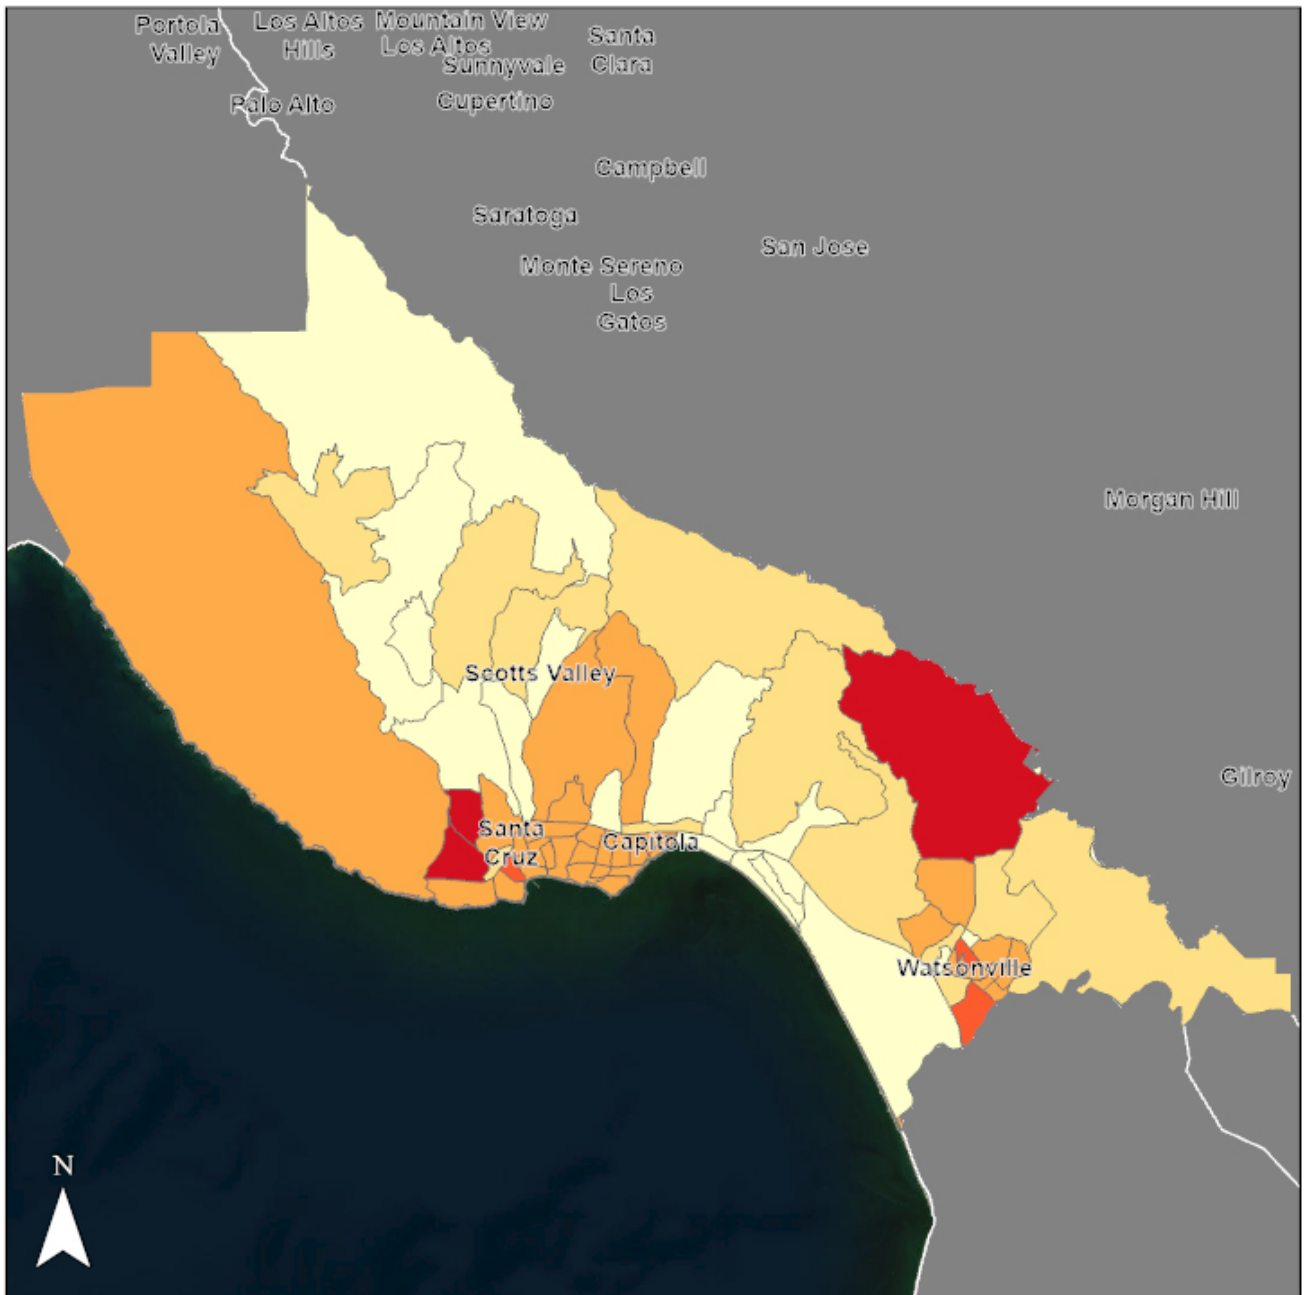 Portola
Valley
Los Altos
Hills
Mountain View
Los Altos
Sunnyvale
Santa
Clara
Palo Alto
Cupertino
Campbell
Saratoga
San Jose
Monte Sereno
Los
Gatos
Morgan Hill
Scotts Valley
Gilroy
Santa
Cruz
Capitola
Watsonville
N